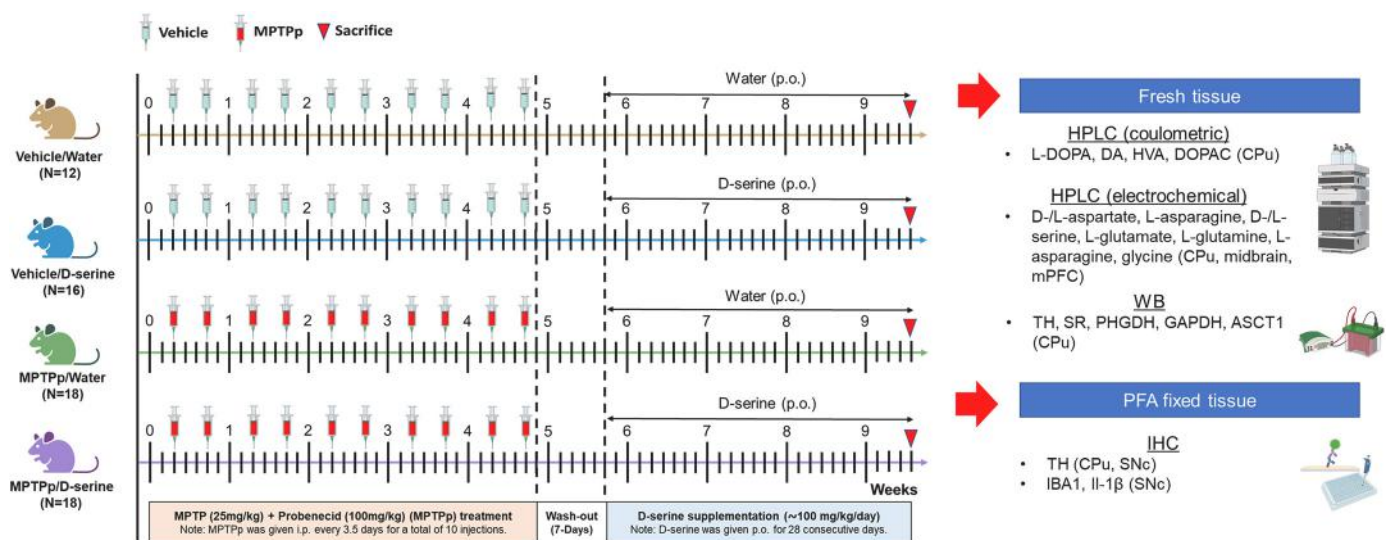 Vehicle
MPTPp
Sacrifice
Vehicle/Water
(N=12)
0 1 2 3 4 5 6 7 8 9
Water (p.o.)
Vehicle/D-serine
(N=16)
0 1 2 3 4 5 6 7 8 9
D-serine (p.o.)
MPTPp/Water
(N=18)
0 1 2 3 4 5 6 7 8 9
Water (p.o.)
MPTPp/D-serine
(N=18)
0 1 2 3 4 5 6 7 8 9
D-serine (p.o.)
Weeks
MPTP (25mg/kg) + Probenecid (100mg/kg) (MPTPp) treatment
Note: MPTPp was given i.p. every 3.5 days for a total of 10 injections.
Wash-out
(7-Days)
D-serine supplementation (~100 mg/kg/day)
Note: D-serine was given p.o. for 28 consecutive days.
Fresh tissue
HPLC (coulometric)
• L-DOPA, DA, HVA, DOPAC (CPu)
HPLC (electrochemical)
• D-/L-aspartate, L-asparagine, D-/L-
serine, L-glutamate, L-glutamine, L-
asparagine, glycine (CPu, midbrain,
mPFC)
WB
• TH, SR, PHGDH, GAPDH, ASCT1
(CPu)
PFA fixed tissue
IHC
• TH (CPu, SNc)
• IBA1, Il-1β (SNc)